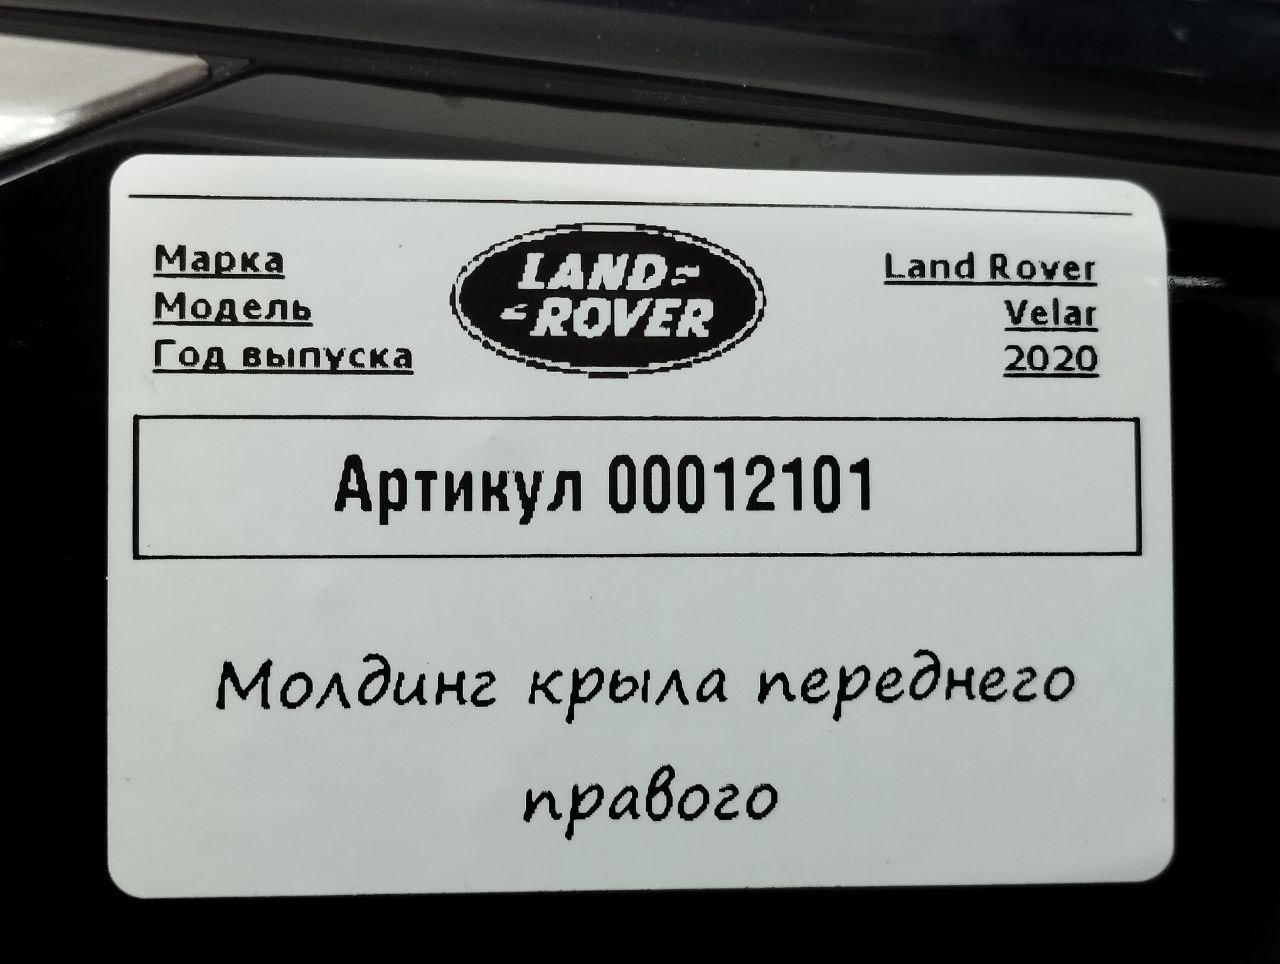 Марка
Модель
Год выпуска
LAND
ROVER
Land Rover
Velar
2020
Артикул 00012101
Молдинг крыла переднего
правого